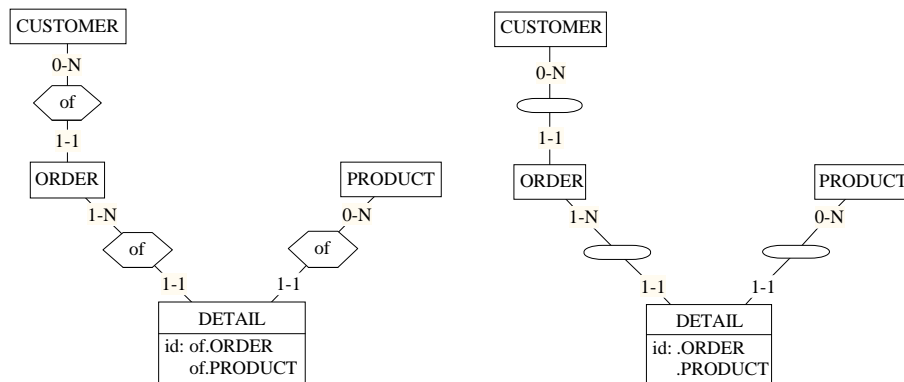 CUSTOMER
0-N
of
1-1
ORDER
PRODUCT
1-N
0-N
of
of
1-1
1-1
DETAIL
id: of.ORDER
of.PRODUCT
CUSTOMER
0-N
1-1
ORDER
PRODUCT
1-N
0-N
1-1
1-1
DETAIL
id: .ORDER
.PRODUCT